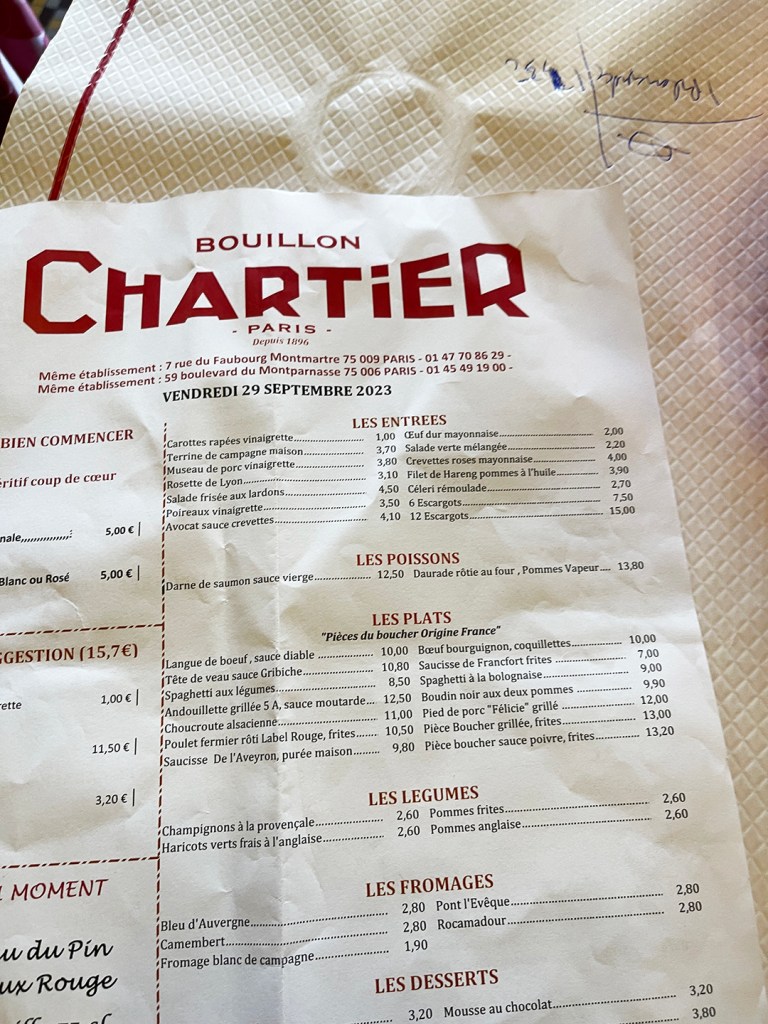 BOUILLON
CHARTIER
- PARIS -
Depuis 1896
Même établissement : 7 rue du Faubourg Montmartre 75 009 PARIS - 01 47 70 86 29 -
Même établissement : 59 boulevard du Montparnasse 75 006 PARIS - 01 45 49 19 00 -
VENDREDI 29 SEPTEMBRE 2023
BIEN COMMENCER
éritif coup de cœur
nale,,,,,,,,,,,,,,,: 5,00 € |
Blanc ou Rosé 5,00 € |
GGESTION (15,7€)
ette 1,00 € |
11,50 € |
3,20 € |
MOMENT
du Pin
ux Rouge
LES ENTREES
Carottes rapées vinaigrette 1,00 Œuf dur mayonnaise 2,00
Terrine de campagne maison 3,70 Salade verte mélangée 2,20
Museau de porc vinaigrette 3,80 Crevettes roses mayonnaise 4,00
Rosette de Lyon 3,10 Filet de Hareng pommes à l'huile 3,90
Salade frisée aux lardons 4,50 Céleri rémoulade 2,70
Poireaux vinaigrette 3,50 6 Escargots 7,50
Avocat sauce crevettes 4,10 12 Escargots 15,00
LES POISSONS
Darne de saumon sauce vierge 12,50 Daurade rôtie au four , Pommes Vapeur 13,80
LES PLATS
"Pièces du boucher Origine France"
Langue de boeuf , sauce diable 10,00 Bœuf bourguignon, coquillettes 10,00
Tête de veau sauce Gribiche 10,80 Saucisse de Francfort frites 7,00
Spaghetti aux légumes 8,50 Spaghetti à la bolognaise 9,00
Andouillette grillée 5 A, sauce moutarde 12,50 Boudin noir aux deux pommes 9,90
Choucroute alsacienne 11,00 Pied de porc "Félicie" grillé 12,00
Poulet fermier rôti Label Rouge, frites 10,50 Pièce Boucher grillée, frites 13,00
Saucisse De l'Aveyron, purée maison 9,80 Pièce boucher sauce poivre, frites 13,20
LES LEGUMES
Champignons à la provençale 2,60 Pommes frites 2,60
Haricots verts frais à l'anglaise 2,60 Pommes anglaise 2,60
LES FROMAGES
Bleu d'Auvergne 2,80 Pont l'Evêque 2,80
Camembert 2,80 Rocamadour 2,80
Fromage blanc de campagne 1,90
LES DESSERTS
3,20 Mousse au chocolat 3,20
3,80